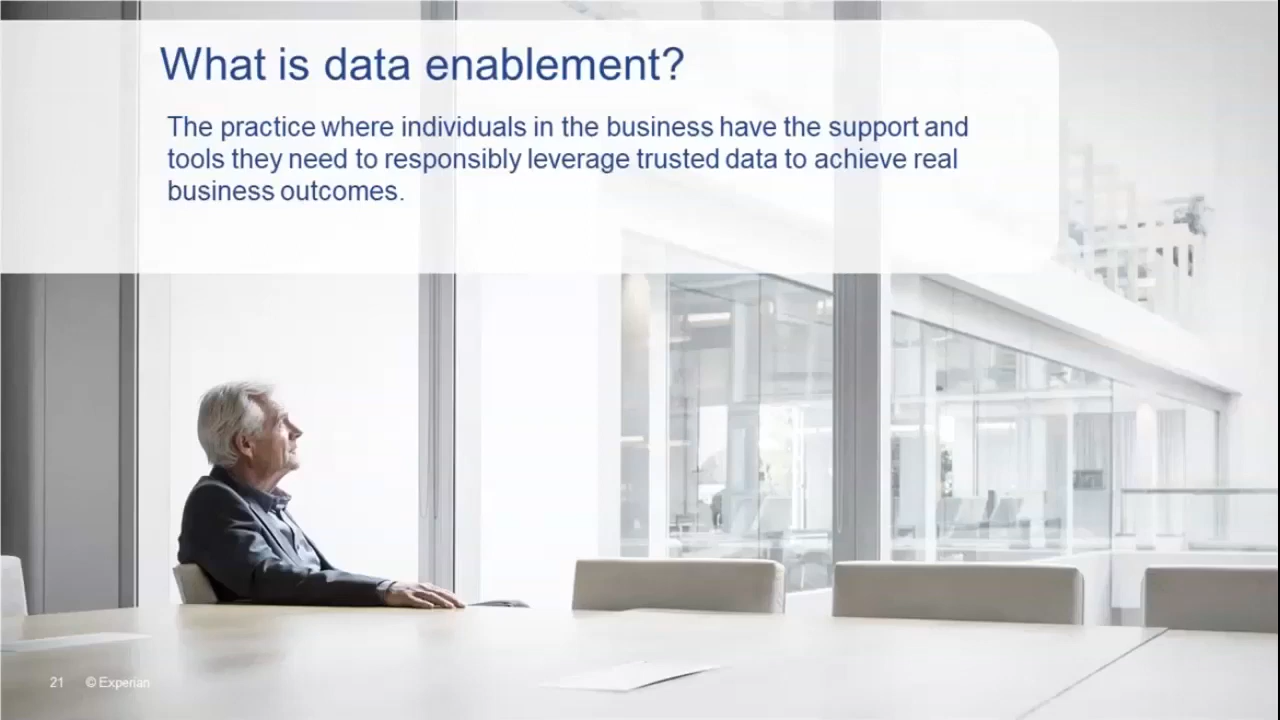 What is data enablement?
The practice where individuals in the business have the support and
tools they need to responsibly leverage trusted data to achieve real
business outcomes.
21 © Experian